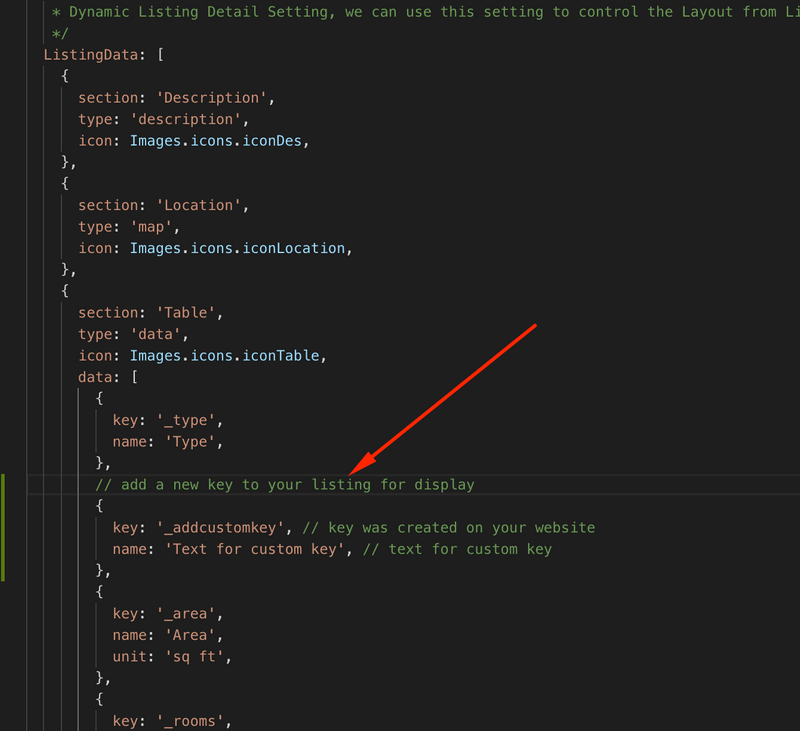 * Dynamic Listing Detail Setting, we can use this setting to control the Layout from
*/
ListingData: [
{
section: 'Description',
type: 'description',
icon: Images.icons.iconDes,
},
{
section: 'Location',
type: 'map',
icon: Images.icons.iconLocation,
},
{
section: 'Table',
type: 'data',
icon: Images.icons.iconTable,
data: [
{
key: '_type',
name: 'Type',
},
// add a new key to your listing for display
{
key: '_addcustomkey', // key was created on your website
name: 'Text for custom key', // text for custom key
},
{
key: '_area',
name: 'Area',
unit: 'sq ft',
},
{
key: '_rooms',